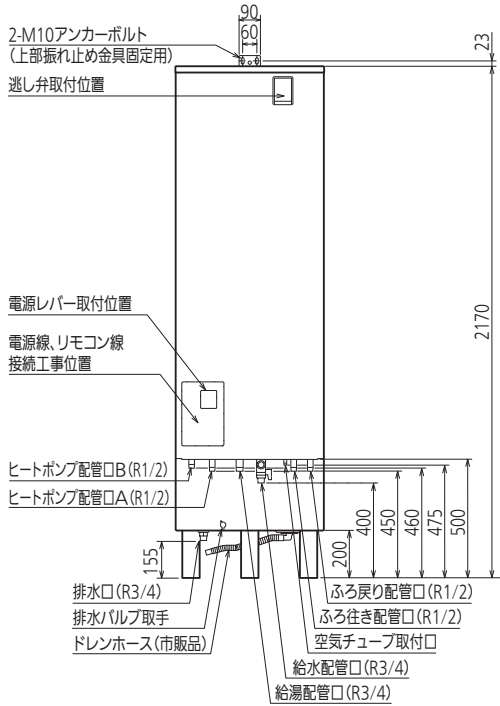 90
60
2-M10アンカーボルト
(上部振れ止め金具固定用)
23
逃し弁取付位置
2170
電源レバー取付位置
電源線、リモコン線
接続工事位置
ヒートポンプ配管口B(R1/2)
ヒートポンプ配管口A(R1/2)
155
200
400
450
460
475
500
排水口(R3/4)
排水バルブ取手
ドレンホース(市販品)
ふろ戻り配管口(R1/2)
ふろ往き配管口(R1/2)
空気チューブ取付口
給水配管口(R3/4)
給湯配管口(R3/4)